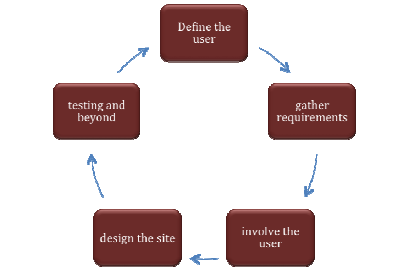 Define the
user
gather
requirements
involve the
user
design the site
testing and
beyond